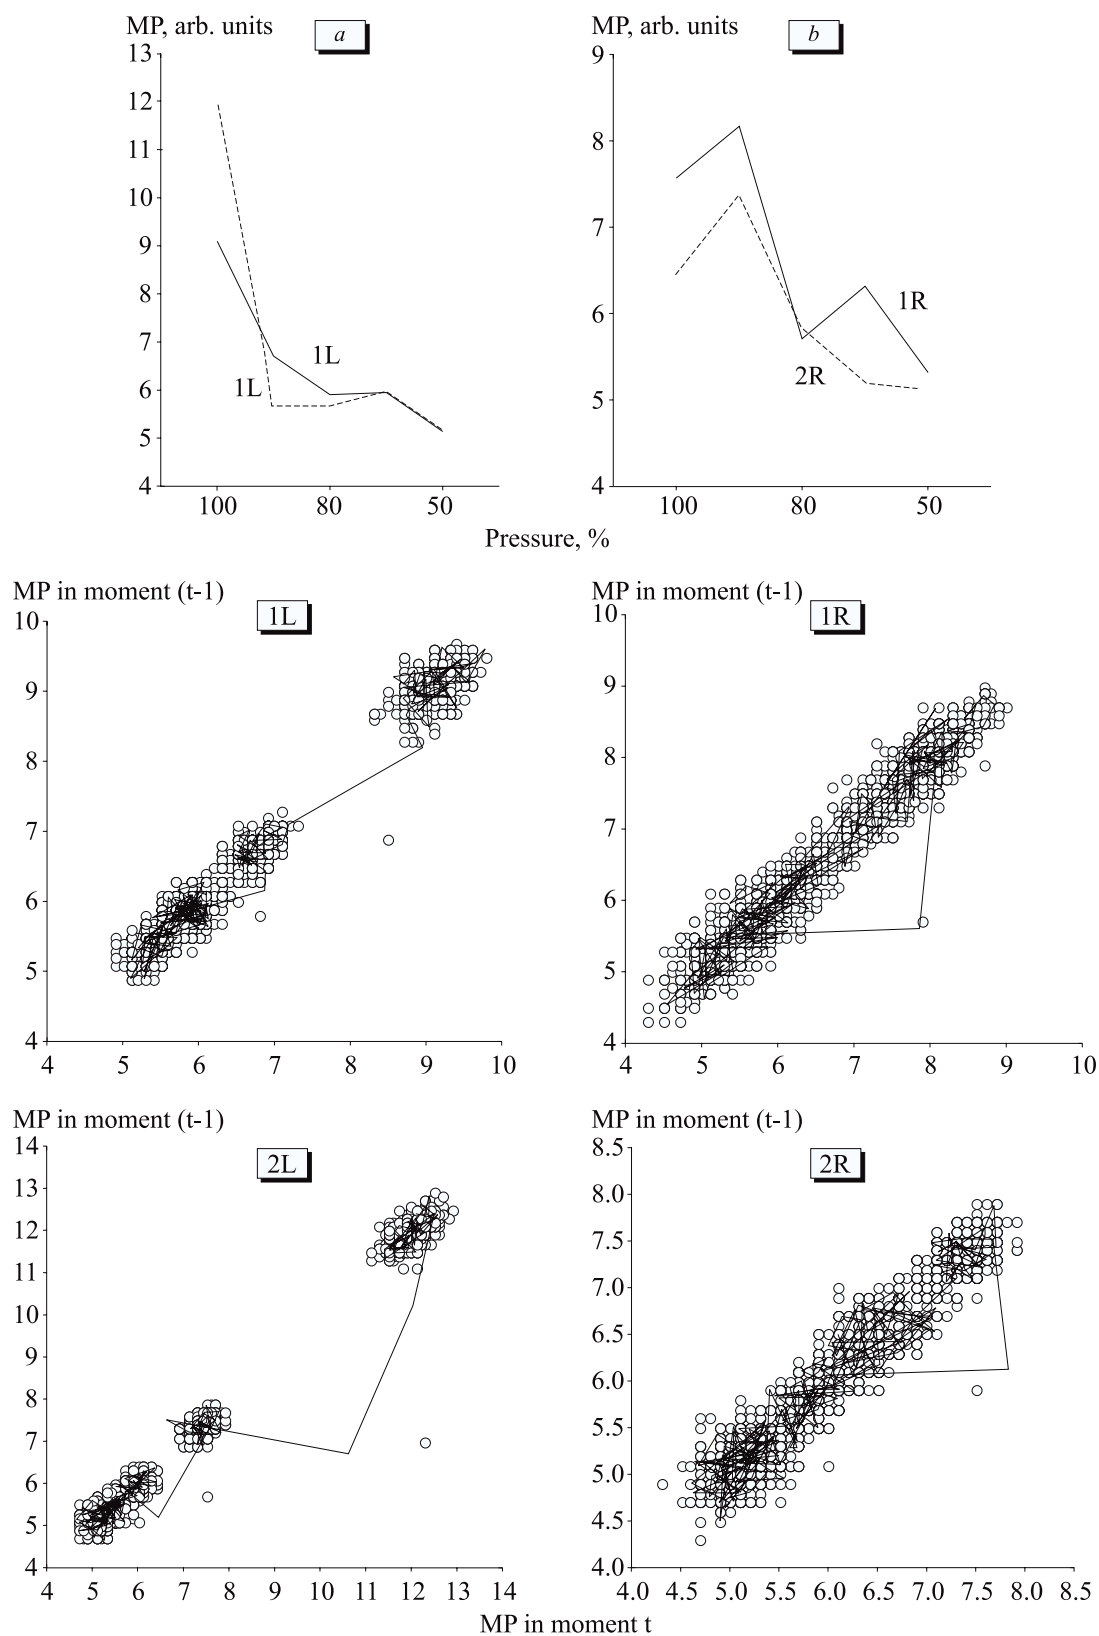 MP, arb. units
a
13
12
11
10
9
8
7
6
5
4
1L
1L
100 80 50
MP, arb. units
b
9
8
7
6
5
4
1R
2R
100 80 50
Pressure, %
MP in moment (t-1)
1L
10
9
8
7
6
5
4
4 5 6 7 8 9 10
MP in moment (t-1)
1R
10
9
8
7
6
5
4
4 5 6 7 8 9 10
MP in moment (t-1)
2L
14
13
12
11
10
9
8
7
6
5
4
4 5 6 7 8 9 10 11 12 13 14
MP in moment (t-1)
2R
8.5
8.0
7.5
7.0
6.5
6.0
5.5
5.0
4.5
4.0
4.0 4.5 5.0 5.5 6.0 6.5 7.0 7.5 8.0 8.5
MP in moment t